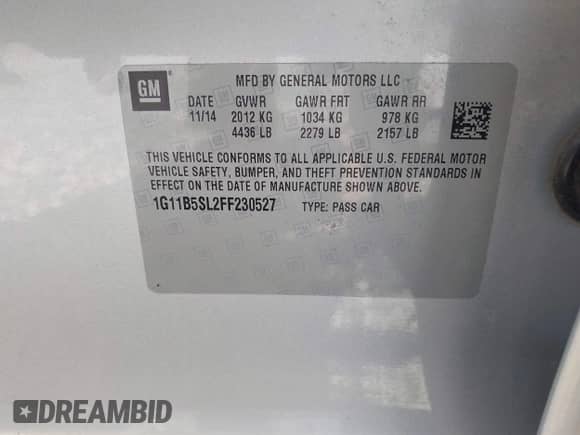 GM ® MFD BY GENERAL MOTORS LLC
DATE GVWR GAWR FRT GAWR RR
11/14 2012 KG 1034 KG 978 KG
4436 LB 2279 LB 2157 LB
THIS VEHICLE CONFORMS TO ALL APPLICABLE U.S. FEDERAL MOTOR
VEHICLE SAFETY, BUMPER, AND THEFT PREVENTION STANDARDS IN
EFFECT ON THE DATE OF MANUFACTURE SHOWN ABOVE.
1G11B5SL2FF230527 TYPE: PASS CAR
DREAMBID